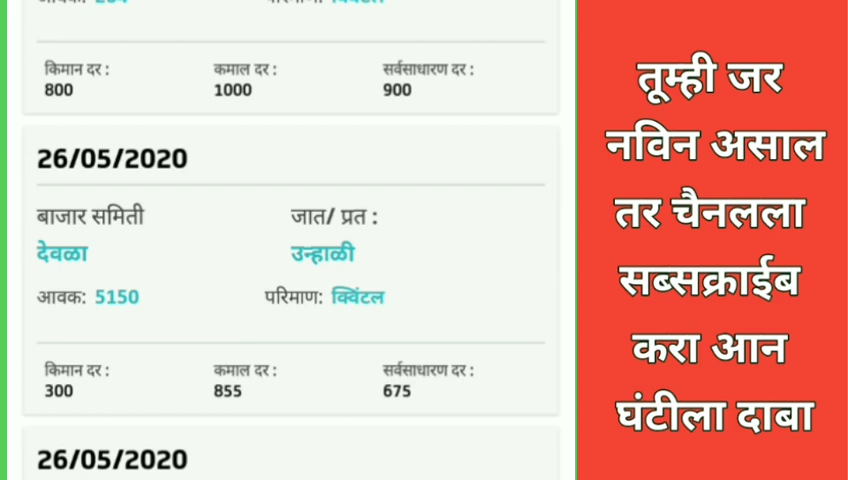 किमान दर :
कमाल दर :
सर्वसाधारण दर :
800
1000
900
26/05/2020
बाजार समिती
जात/ प्रत :
देवळा
उन्हाळी
आवक: 5150
परिमाण: क्विंटल
किमान दर :
कमाल दर :
सर्वसाधारण दर :
300
855
675
26/05/2020
तूम्ही जर
नविन असाल
तर चैनलला
सब्सक्राईब
करा आन
घंटीला दाबा